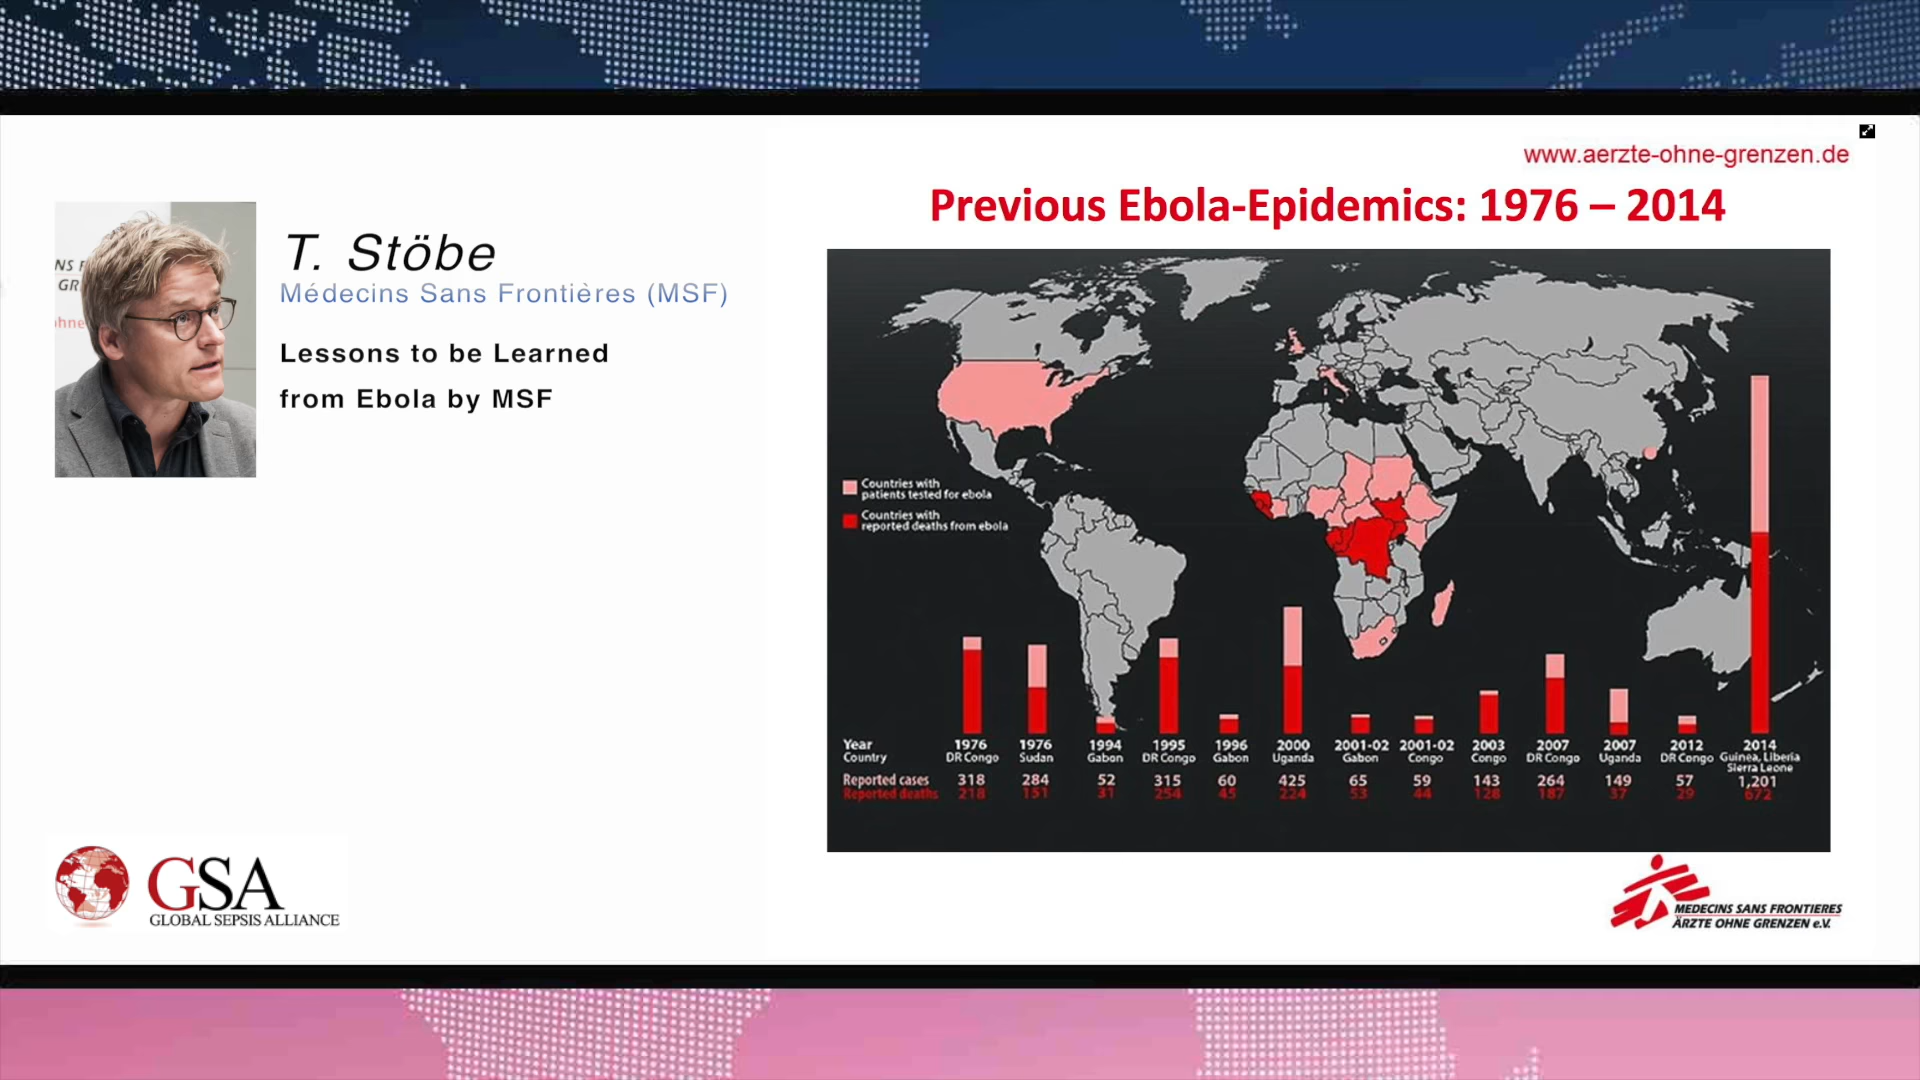 www.aerzte-ohne-grenzen.de
Previous Ebola-Epidemics: 1976 – 2014
T. Stöbe
Médecins Sans Frontières (MSF)
Lessons to be Learned
from Ebola by MSF
NS F
GR
ohne
Countries with
patients tested for ebola
Countries with
reported deaths from ebola
Year 1976 1976 1994 1995 1996 2000 2001-02 2001-02 2003 2007 2007 2012 2014
Country DR Congo Sudan Gabon DR Congo Gabon Uganda Gabon Congo Congo DR Congo Uganda DR Congo Guinea, Liberia
Sierra Leone
Reported cases 318 284 52 315 60 425 65 59 143 264 149 57 1,201
Reported deaths 218 151 31 254 45 224 53 44 128 187 37 29 672
GSA
GLOBAL SEPSIS ALLIANCE
MEDECINS SANS FRONTIERES
ÄRZTE OHNE GRENZEN e.V.